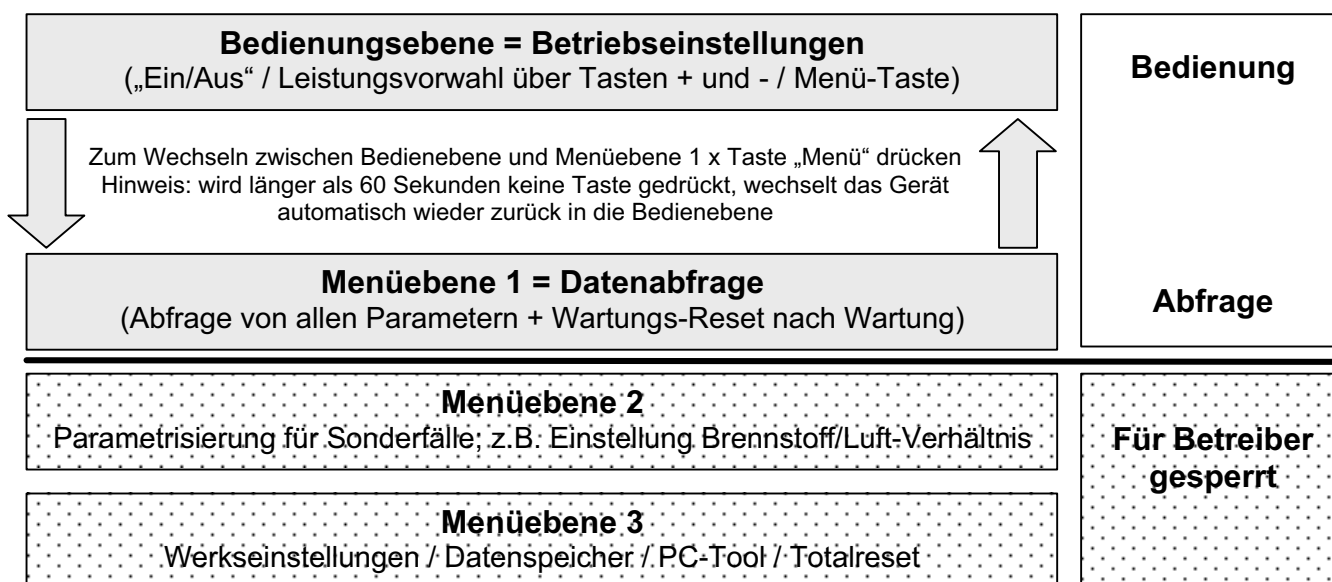 Bedienungsebene = Betriebseinstellungen
(„Ein/Aus“ / Leistungsvorwahl über Tasten + und - / Menü-Taste)
Bedienung
Zum Wechseln zwischen Bedienebene und Menüebene 1 x Taste „Menü“ drücken
Hinweis: wird länger als 60 Sekunden keine Taste gedrückt, wechselt das Gerät
automatisch wieder zurück in die Bedienebene
Menüebene 1 = Datenabfrage
(Abfrage von allen Parametern + Wartungs-Reset nach Wartung)
Abfrage
Menüebene 2
Parametrisierung für Sonderfälle; z.B. Einstellung Brennstoff/Luft-Verhältnis
Für Betreiber
gesperrt
Menüebene 3
Werkseinstellungen / Datenspeicher / PC-Tool / Totalreset